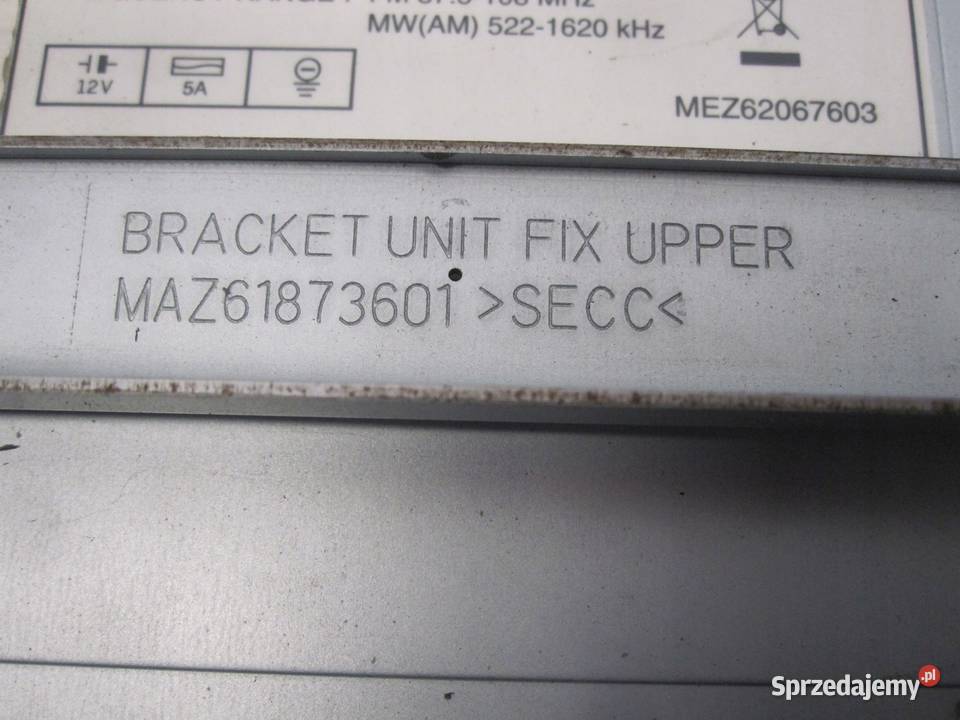 MW(AM) 522-1620 kHz
12V
5A
MEZ62067603
BRACKET UNIT FIX UPPER
MAZ61873601 >SECC<
Sprzedajemy.pl